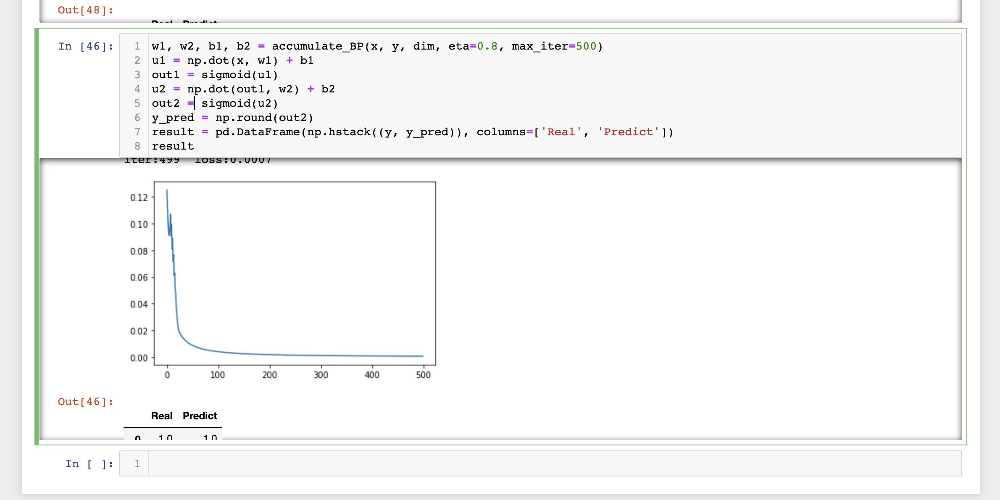 Out[48]:
Real Predict
In [46]:
1 w1, w2, b1, b2 = accumulate_BP(x, y, dim, eta=0.8, max_iter=500)
2 u1 = np.dot(x, w1) + b1
3 out1 = sigmoid(u1)
4 u2 = np.dot(out1, w2) + b2
5 out2 = sigmoid(u2)
6 y_pred = np.round(out2)
7 result = pd.DataFrame(np.hstack((y, y_pred)), columns=['Real', 'Predict'])
8 result
iter:499 loss:0.0007
0.12
0.10
0.08
0.06
0.04
0.02
0.00
0 100 200 300 400 500
Out[46]:
Real Predict
0 1.0 1.0
In [ ]:
1